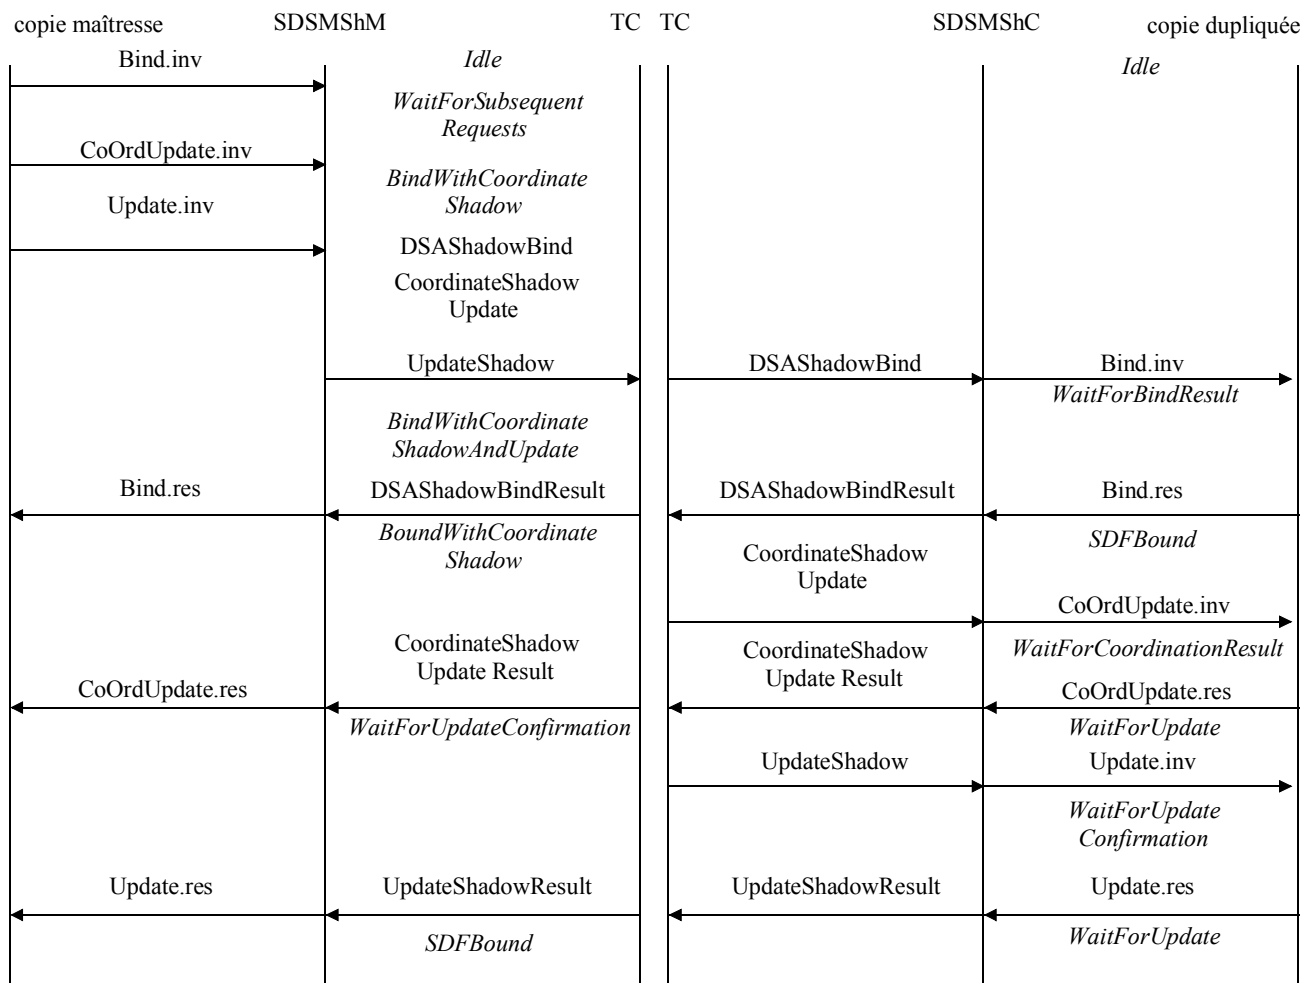 copie maîtresse SDSMShM TC TC SDSMShC copie dupliquée
Bind.inv Idle Idle
WaitForSubsequent
Requests
CoOrdUpdate.inv
BindWithCoordinate
Shadow
Update.inv
DSAShadowBind
CoordinateShadow
Update
UpdateShadow DSAShadowBind Bind.inv
WaitForBindResult
BindWithCoordinate
ShadowAndUpdate
Bind.res DSAShadowBindResult DSAShadowBindResult Bind.res
BoundWithCoordinate
Shadow
SDFBound
CoordinateShadow
Update
CoOrdUpdate.inv
CoordinateShadow
Update Result
CoordinateShadow
Update Result
WaitForCoordinationResult
CoOrdUpdate.res CoOrdUpdate.res
WaitForUpdateConfirmation WaitForUpdate
UpdateShadow Update.inv
WaitForUpdate
Confirmation
Update.res UpdateShadowResult UpdateShadowResult Update.res
SDFBound WaitForUpdate